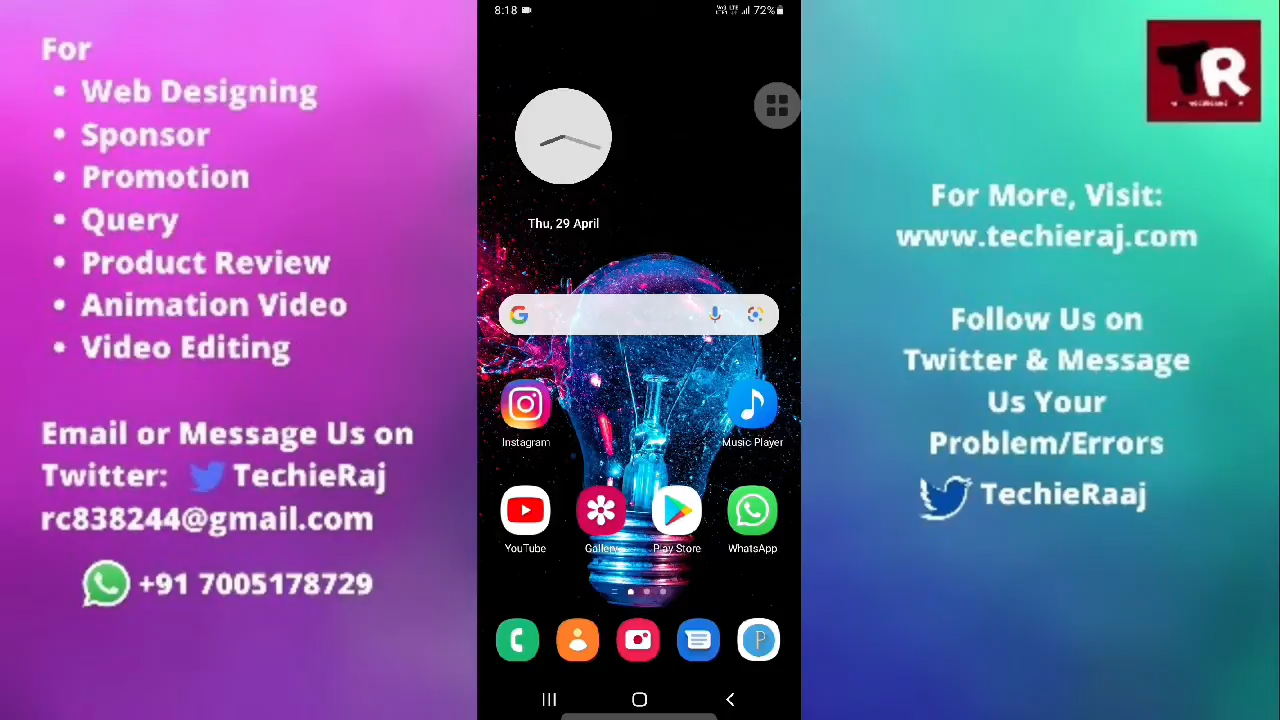 For
• Web Designing
• Sponsor
• Promotion
• Query
• Product Review
• Animation Video
• Video Editing
Email or Message Us on
Twitter: TechieRaj
rc838244@gmail.com
+91 7005178729
8:18
72%
Thu, 29 April
Instagram
Music Player
YouTube
Gallery
Play Store
WhatsApp
TR
For More, Visit:
www.techieraj.com
Follow Us on
Twitter & Message
Us Your
Problem/Errors
TechieRaaj